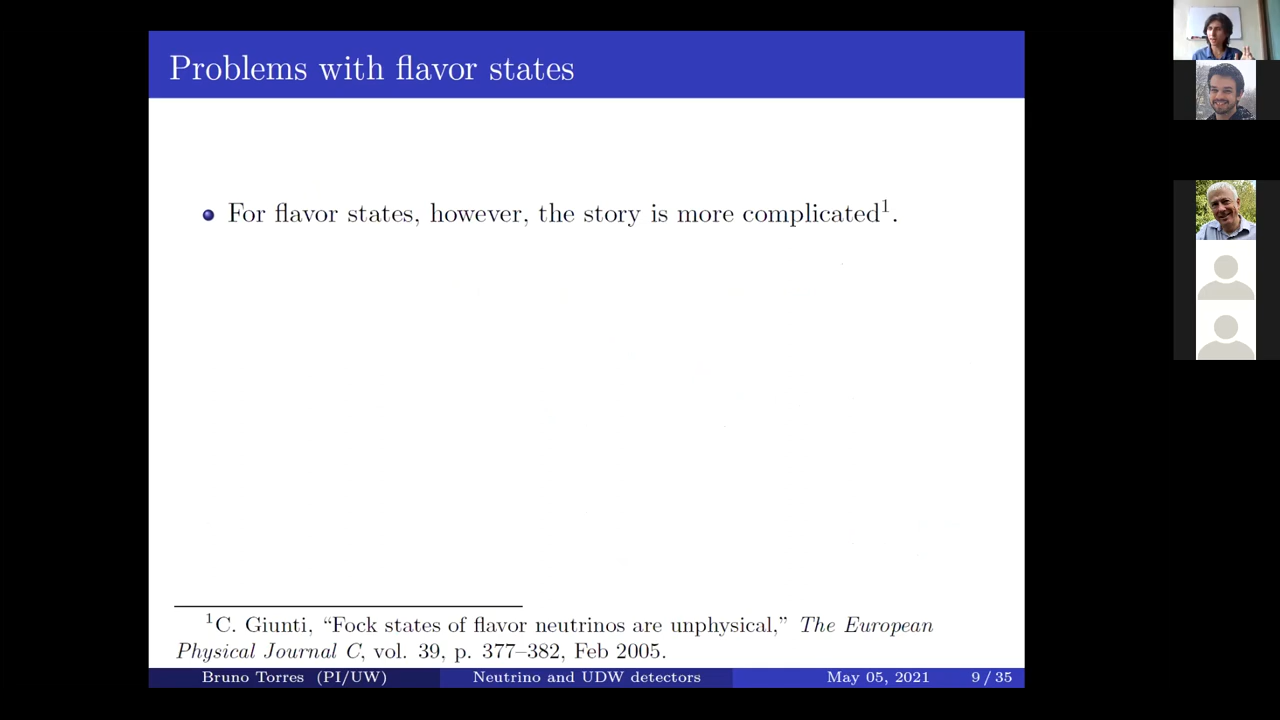 Problems with flavor states
For flavor states, however, the story is more complicated¹.
¹C. Giunti, “Fock states of flavor neutrinos are unphysical,” The European
Physical Journal C, vol. 39, p. 377–382, Feb 2005.
Bruno Torres (PI/UW) Neutrino and UDW detectors May 05, 2021 9 / 35